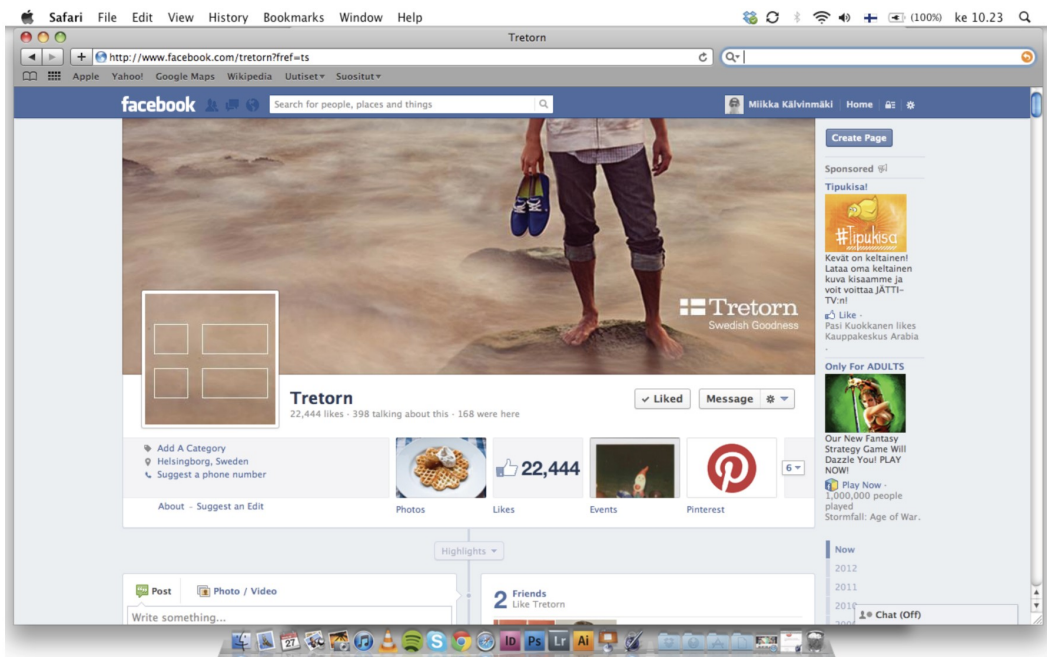 Safari File Edit View History Bookmarks Window Help
(100%) ke 10.23
Tretorn
http://www.facebook.com/tretorn?fref=ts
Apple Yahoo! Google Maps Wikipedia Uutiset Suositut
facebook
Search for people, places and things
Miikka Kälvinmäki Home
Tretorn
Swedish Goodness
Tretorn
22,444 likes · 398 talking about this · 168 were here
Liked
Message
Add A Category
Helsingborg, Sweden
Suggest a phone number
About - Suggest an Edit
22,444
6
Photos
Likes
Events
Pinterest
Highlights
Post
Photo / Video
Write something...
2 Friends
Like Tretorn
Create Page
Sponsored
Tipukisa!
#Tipukisa
Kevät on keltainen!
Lataa oma keltainen
kuva kisaamme ja
voit voittaa JÄTTI-
TV:n!
Like ·
Pasi Kuokkanen likes
Kauppakeskus Arabia
.
Only For ADULTS
Our New Fantasy
Strategy Game Will
Dazzle You! PLAY
NOW!
Play Now ·
1,000,000 people
played
Stormfall: Age of War.
Now
2012
2011
2010
Chat (Off)
27
Id Ps Lr Ai